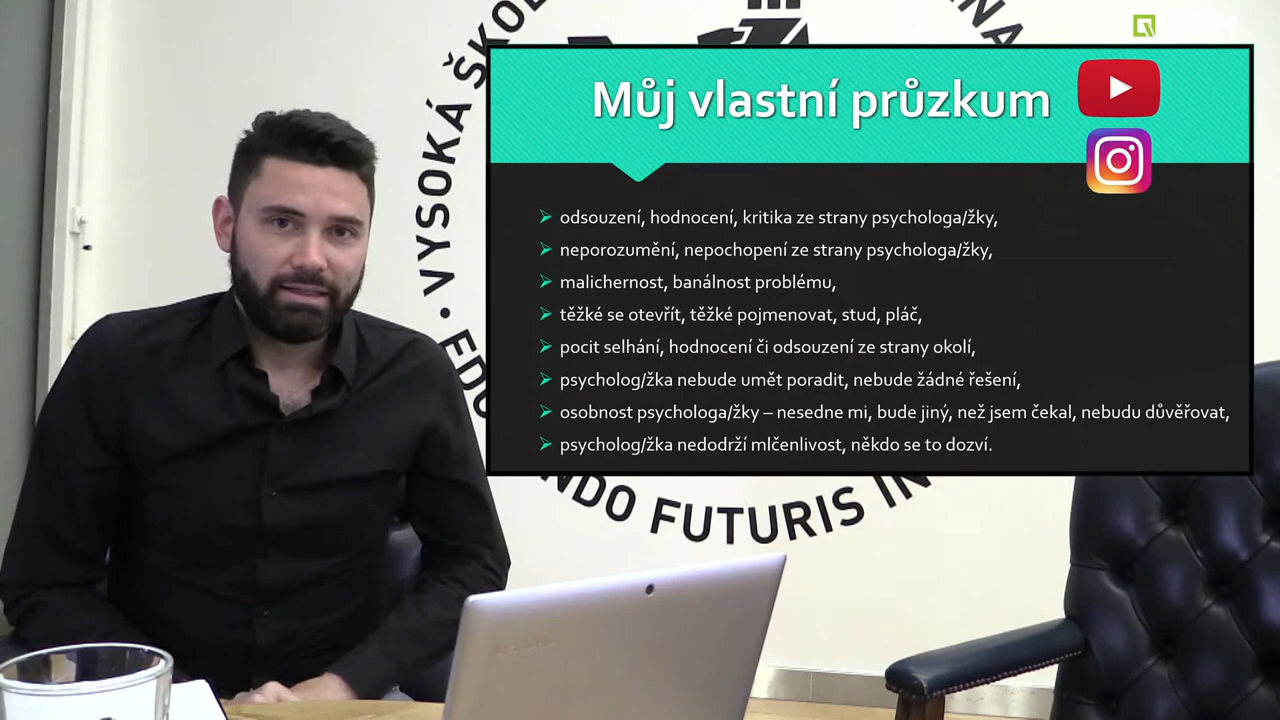 VYSOKÁ ŠKO
INA
• EDU
NDO FUTURIS IN
Můj vlastní průzkum
odsouzení, hodnocení, kritika ze strany psychologa/žky,
neporozumění, nepochopení ze strany psychologa/žky,
malichernost, banálnost problému,
těžké se otevřít, těžké pojmenovat, stud, pláč,
pocit selhání, hodnocení či odsouzení ze strany okolí,
psycholog/žka nebude umět poradit, nebude žádné řešení,
osobnost psychologa/žky – nesedne mi, bude jiný, než jsem čekal, nebudu důvěřovat,
psycholog/žka nedodrží mlčenlivost, někdo se to dozví.